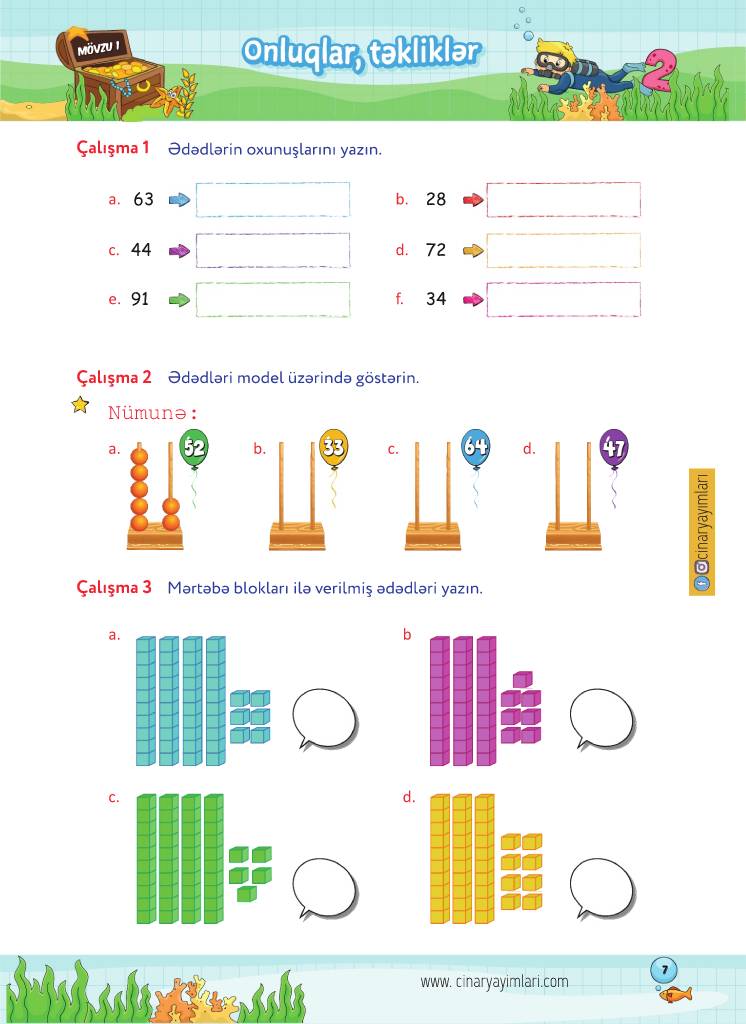 MÖVZU 1
Onluqlar, təkliklər
2
Çalışma 1 Ədədlərin oxunuşlarını yazın.
a. 63
b. 28
c. 44
d. 72
e. 91
f. 34
Çalışma 2 Ədədləri model üzərində göstərin.
Nümunə:
a. 52
b. 33
c. 64
d. 47
cinaryayımları
Çalışma 3 Mərtəbə blokları ilə verilmiş ədədləri yazın.
a.
b
c.
d.
www. cinaryayimlari.com
7